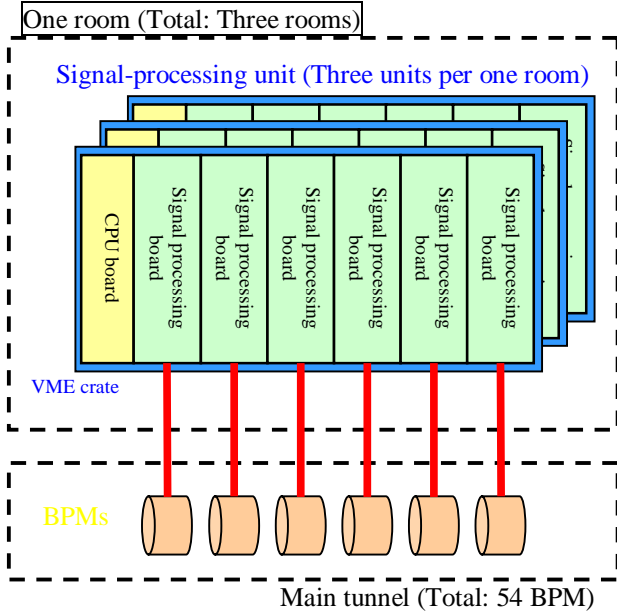 One room (Total: Three rooms)
Signal-processing unit (Three units per one room)
CPU board
Signal processing
board
Signal processing
board
Signal processing
board
Signal processing
board
Signal processing
board
Signal processing
board
VME crate
BPMs
Main tunnel (Total: 54 BPM)